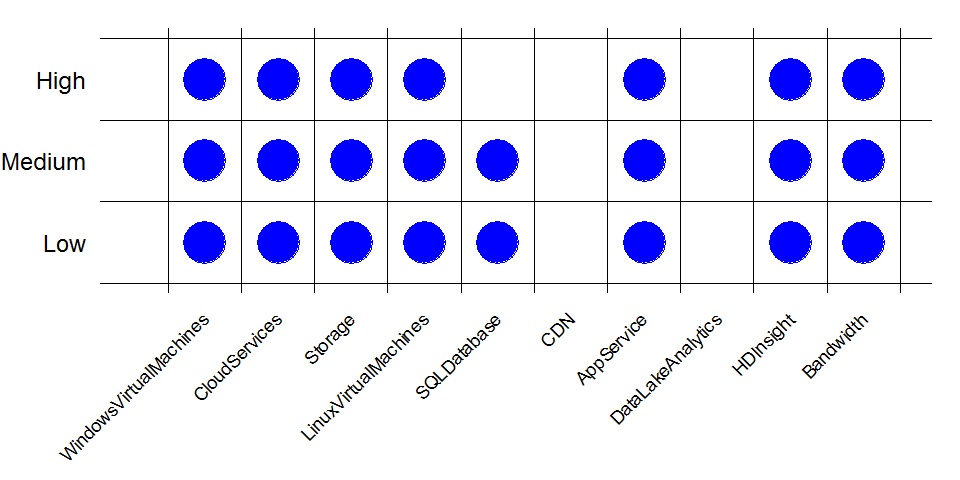 High
Medium
Low
WindowsVirtualMachines
CloudServices
Storage
LinuxVirtualMachines
SQLDatabase
CDN
AppService
DataLakeAnalytics
HDInsight
Bandwidth